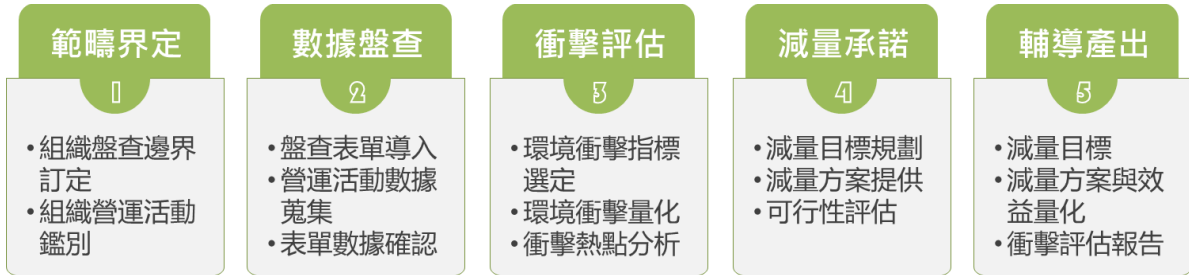 範疇界定
1
•組織盤查邊界
訂定
•組織營運活動
鑑別
數據盤查
2
•盤查表單導入
•營運活動數據
蒐集
•表單數據確認
衝擊評估
3
•環境衝擊指標
選定
•環境衝擊量化
•衝擊熱點分析
減量承諾
4
•減量目標規劃
•減量方案提供
•可行性評估
輔導產出
5
•減量目標
•減量方案與效
益量化
•衝擊評估報告